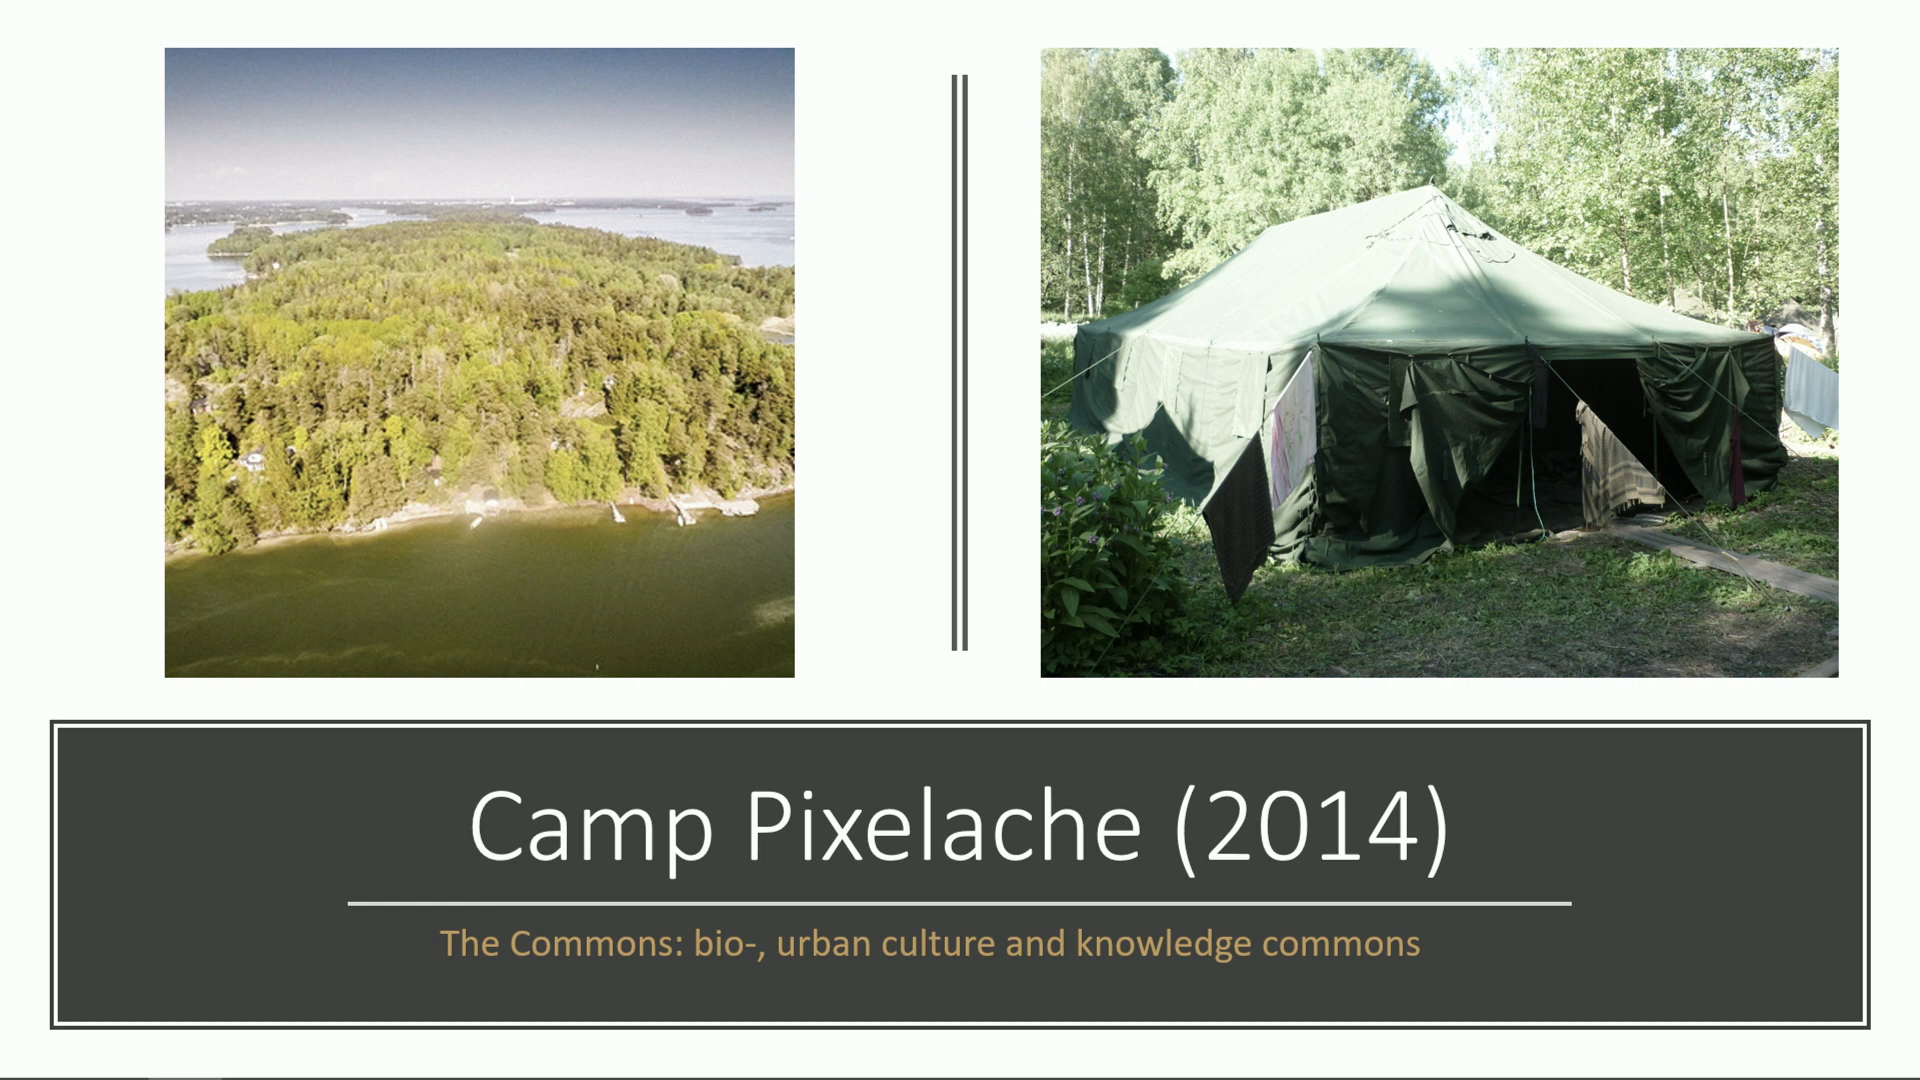 Camp Pixelache (2014)
The Commons: bio-, urban culture and knowledge commons